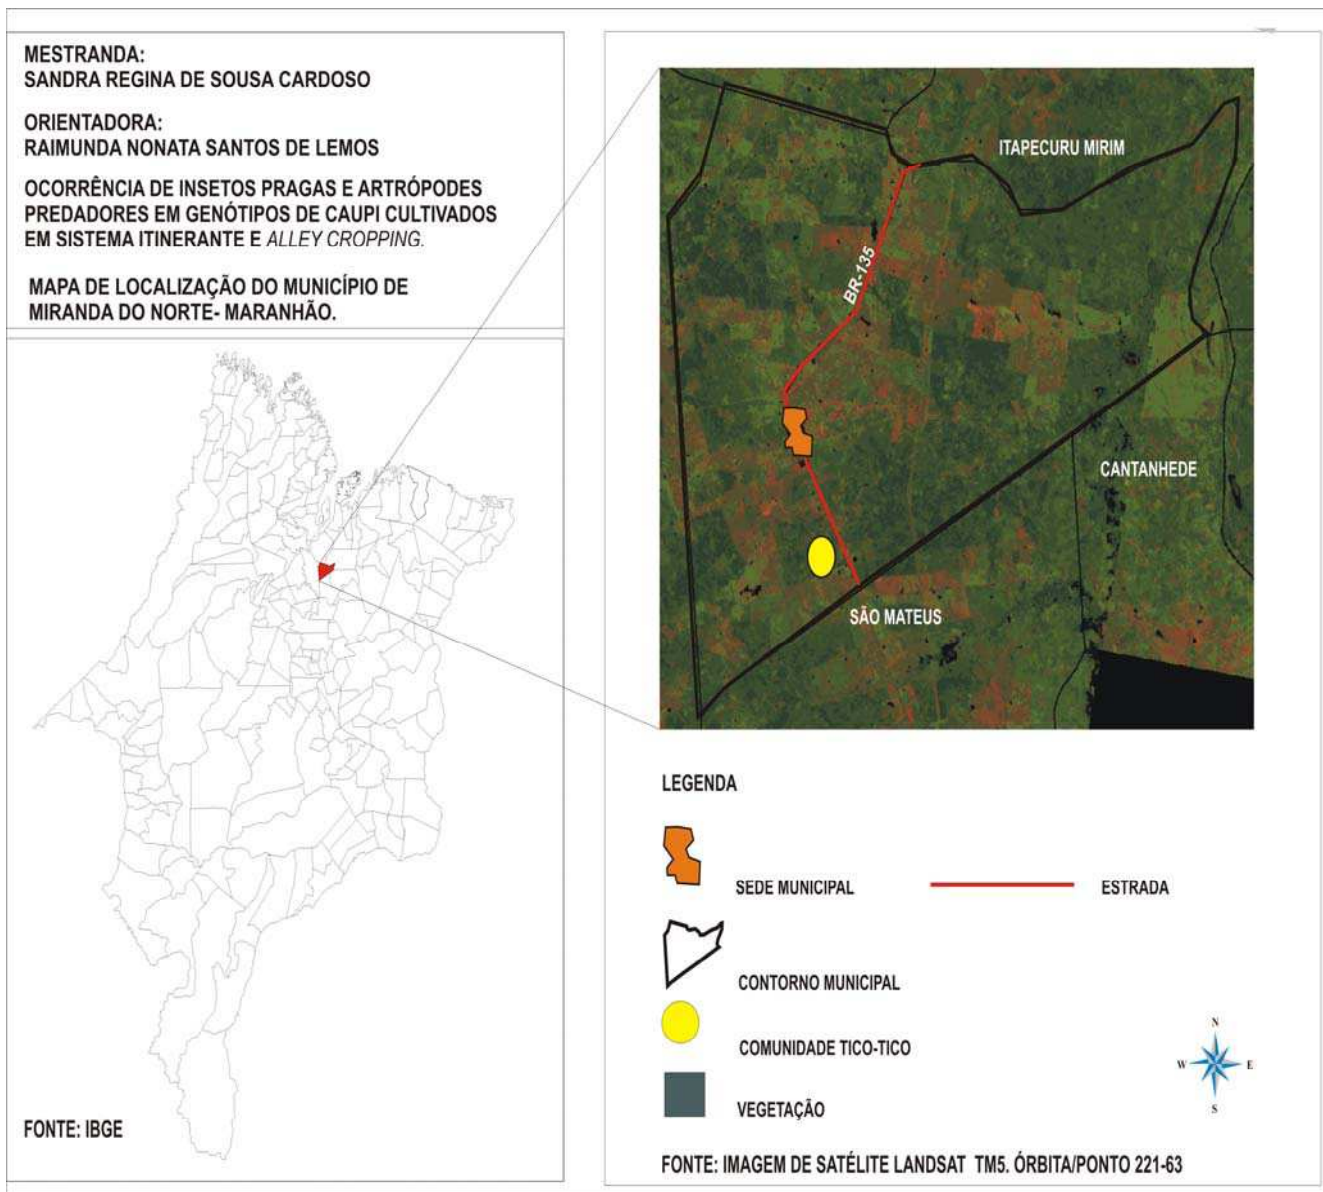 MESTRANDA:
SANDRA REGINA DE SOUSA CARDOSO
ORIENTADORA:
RAIMUNDA NONATA SANTOS DE LEMOS
OCORRÊNCIA DE INSETOS PRAGAS E ARTRÓPODES
PREDADORES EM GENÓTIPOS DE CAUPI CULTIVADOS
EM SISTEMA ITINERANTE E ALLEY CROPPING.
MAPA DE LOCALIZAÇÃO DO MUNICÍPIO DE
MIRANDA DO NORTE- MARANHÃO.
FONTE: IBGE
ITAPECURU MIRIM
BR-135
CANTANHEDE
SÃO MATEUS
LEGENDA
SEDE MUNICIPAL
ESTRADA
CONTORNO MUNICIPAL
COMUNIDADE TICO-TICO
VEGETAÇÃO
N
W E
S
FONTE: IMAGEM DE SATÉLITE LANDSAT TM5. ÓRBITA/PONTO 221-63